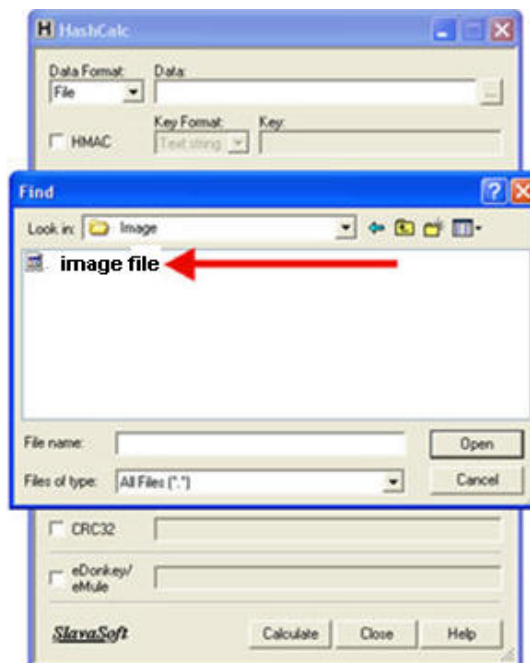 HashCalc
Data Format: Data:
File ...
HMAC Key Format: Key:
Text string
Find
Look in: Image
image file
File name: Open
Files of type: All Files (*.*) Cancel
CRC32
eDonkey/
eMule
SlavaSoft Calculate Close Help